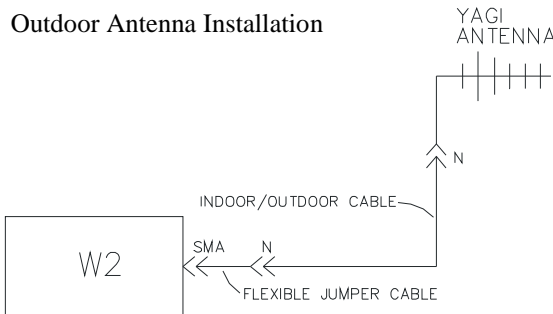 Outdoor Antenna Installation
YAGI
ANTENNA
N
INDOOR/OUTDOOR CABLE
SMA
N
W2
FLEXIBLE JUMPER CABLE